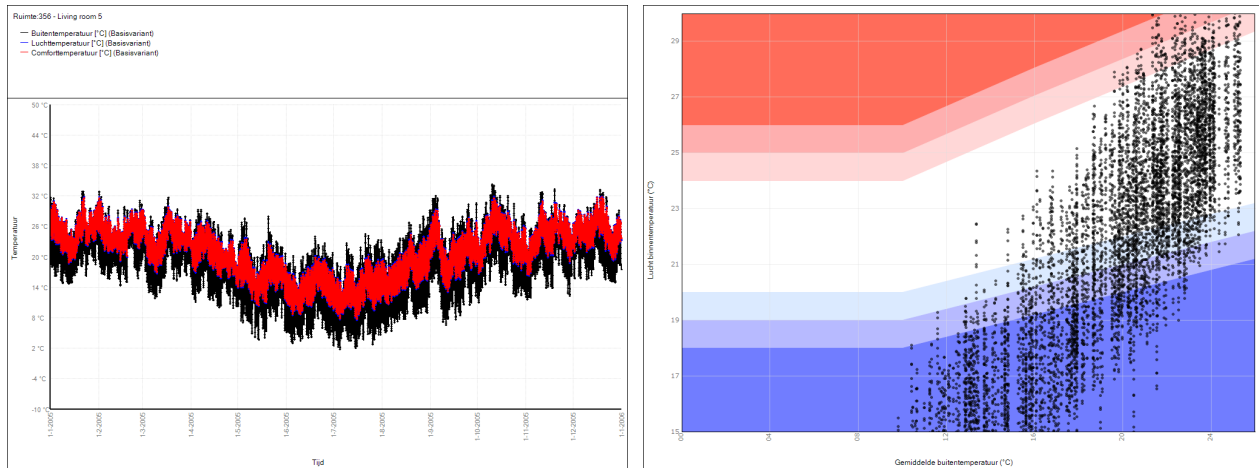 Ruimte:356 - Living room 5
Buitentemperatuur [°C] (Basisvariant)
Luchttemperatuur [°C] (Basisvariant)
Comforttemperatuur [°C] (Basisvariant)
50 °C
44 °C
38 °C
32 °C
26 °C
20 °C
14 °C
8 °C
2 °C
-4 °C
-10 °C
Temperatuur
1-1-2005
1-2-2005
1-3-2005
1-4-2005
1-5-2005
1-6-2005
1-7-2005
1-8-2005
1-9-2005
1-10-2005
1-11-2005
1-12-2005
1-1-2006
Tijd
29
27
25
23
21
19
17
15
Lucht binnentemperatuur (°C)
00
04
08
12
16
20
24
Gemiddelde buitentemperatuur (°C)